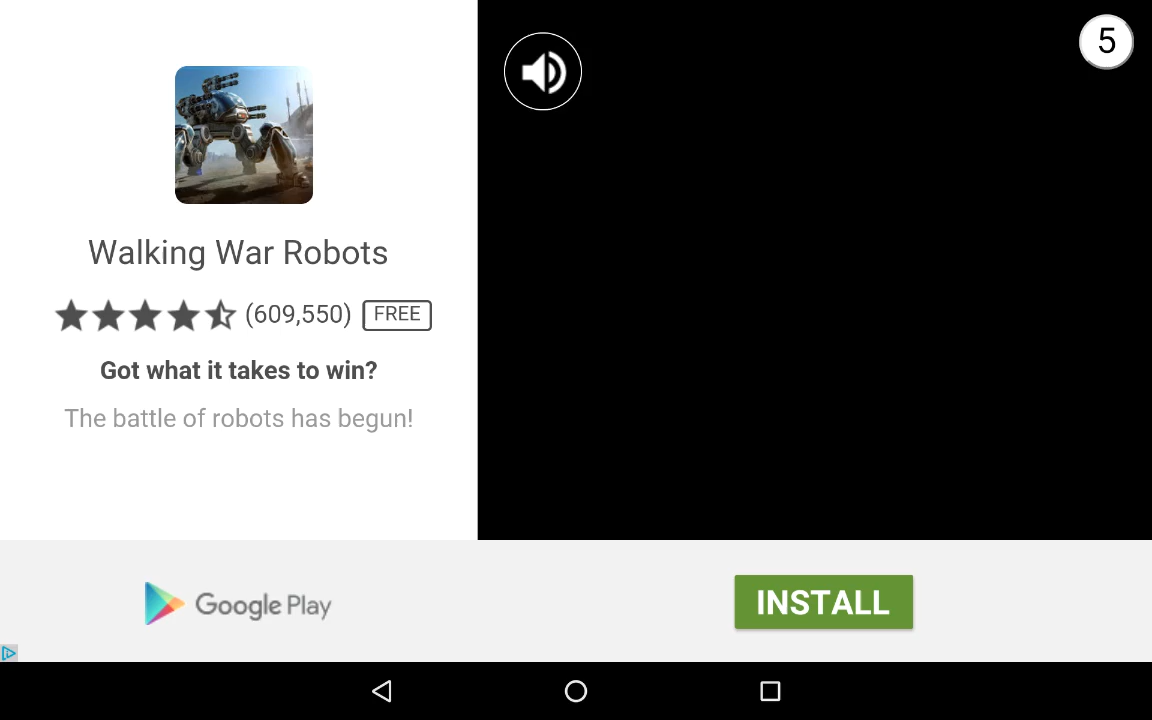 5
Walking War Robots
(609,550) FREE
Got what it takes to win?
The battle of robots has begun!
Google Play
INSTALL